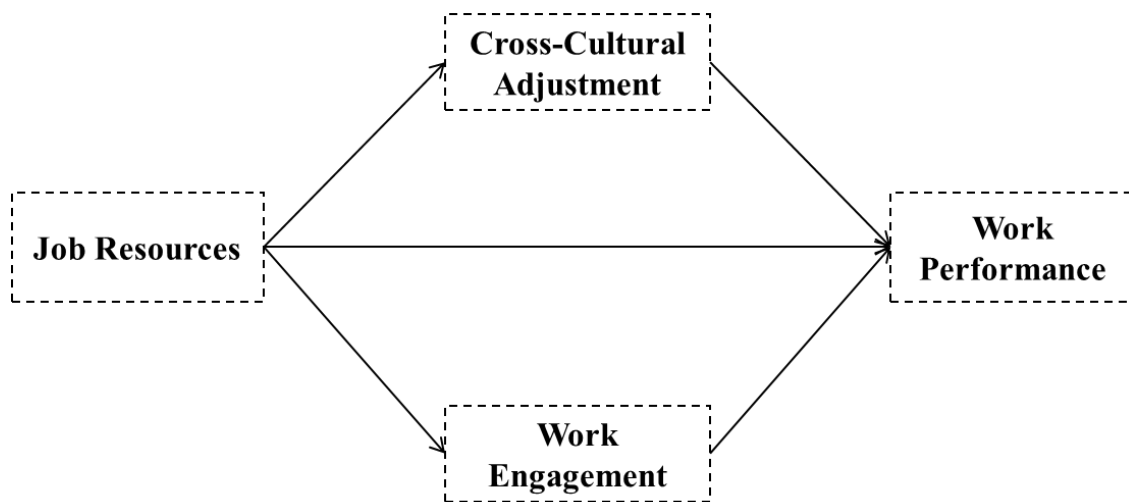 Cross-Cultural
Adjustment
Job Resources
Work
Performance
Work
Engagement